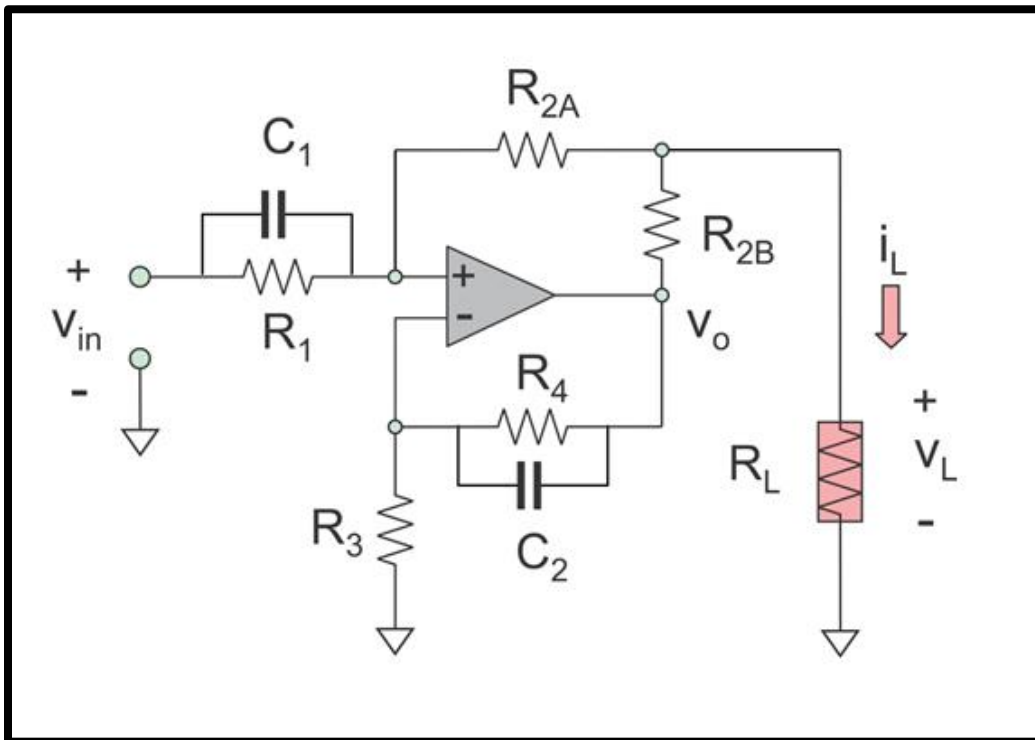 R2A
C1
R2B
iL
+
+
vin
R1
-
vo
-
R4
+
RL
vL
-
R3
C2